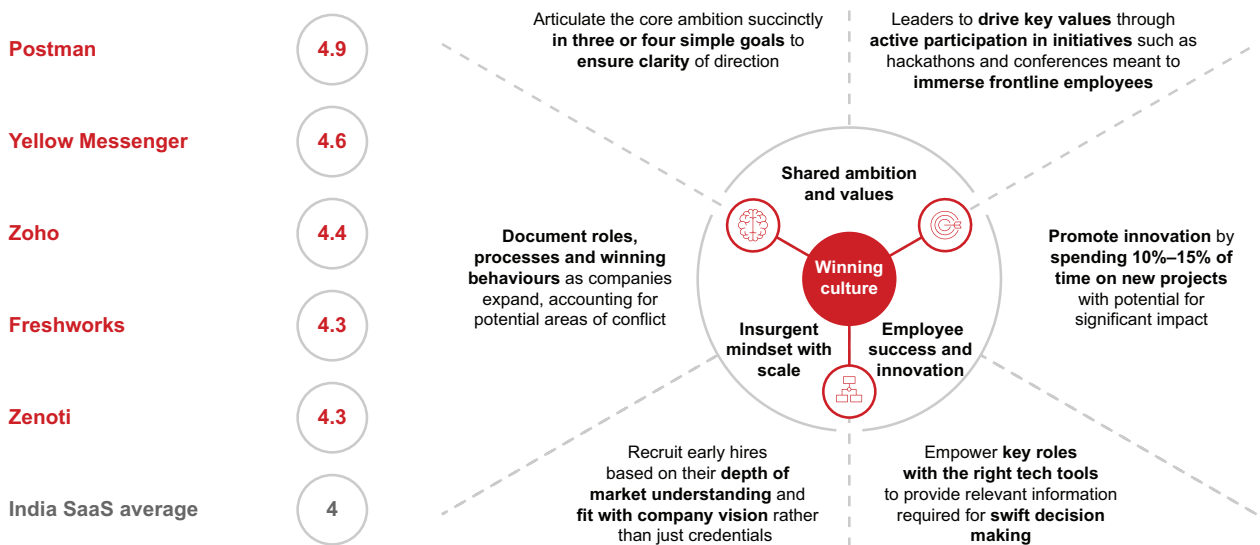 Postman
4.9
Yellow Messenger
4.6
Zoho
4.4
Freshworks
4.3
Zenoti
4.3
India SaaS average
4
Articulate the core ambition succinctly
in three or four simple goals to
ensure clarity of direction
Leaders to drive key values through
active participation in initiatives such as
hackathons and conferences meant to
immerse frontline employees
Document roles,
processes and winning
behaviours as companies
expand, accounting for
potential areas of conflict
Shared ambition
and values
Winning
culture
Insurgent
mindset with
scale
Employee
success and
innovation
Promote innovation by
spending 10%–15% of
time on new projects
with potential for
significant impact
Recruit early hires
based on their depth of
market understanding and
fit with company vision rather
than just credentials
Empower key roles
with the right tech tools
to provide relevant information
required for swift decision
making